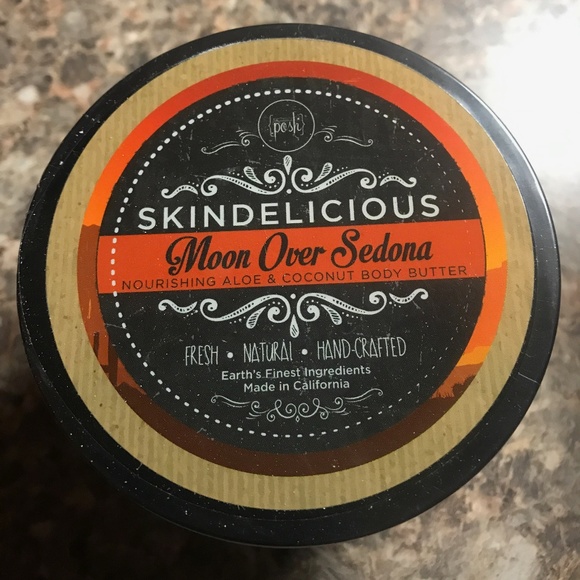 {posh}
SKINDELICIOUS
Moon Over Sedona
NOURISHING ALOE & COCONUT BODY BUTTER
FRESH • NATURAL • HAND-CRAFTED
Earth's Finest Ingredients
Made in California